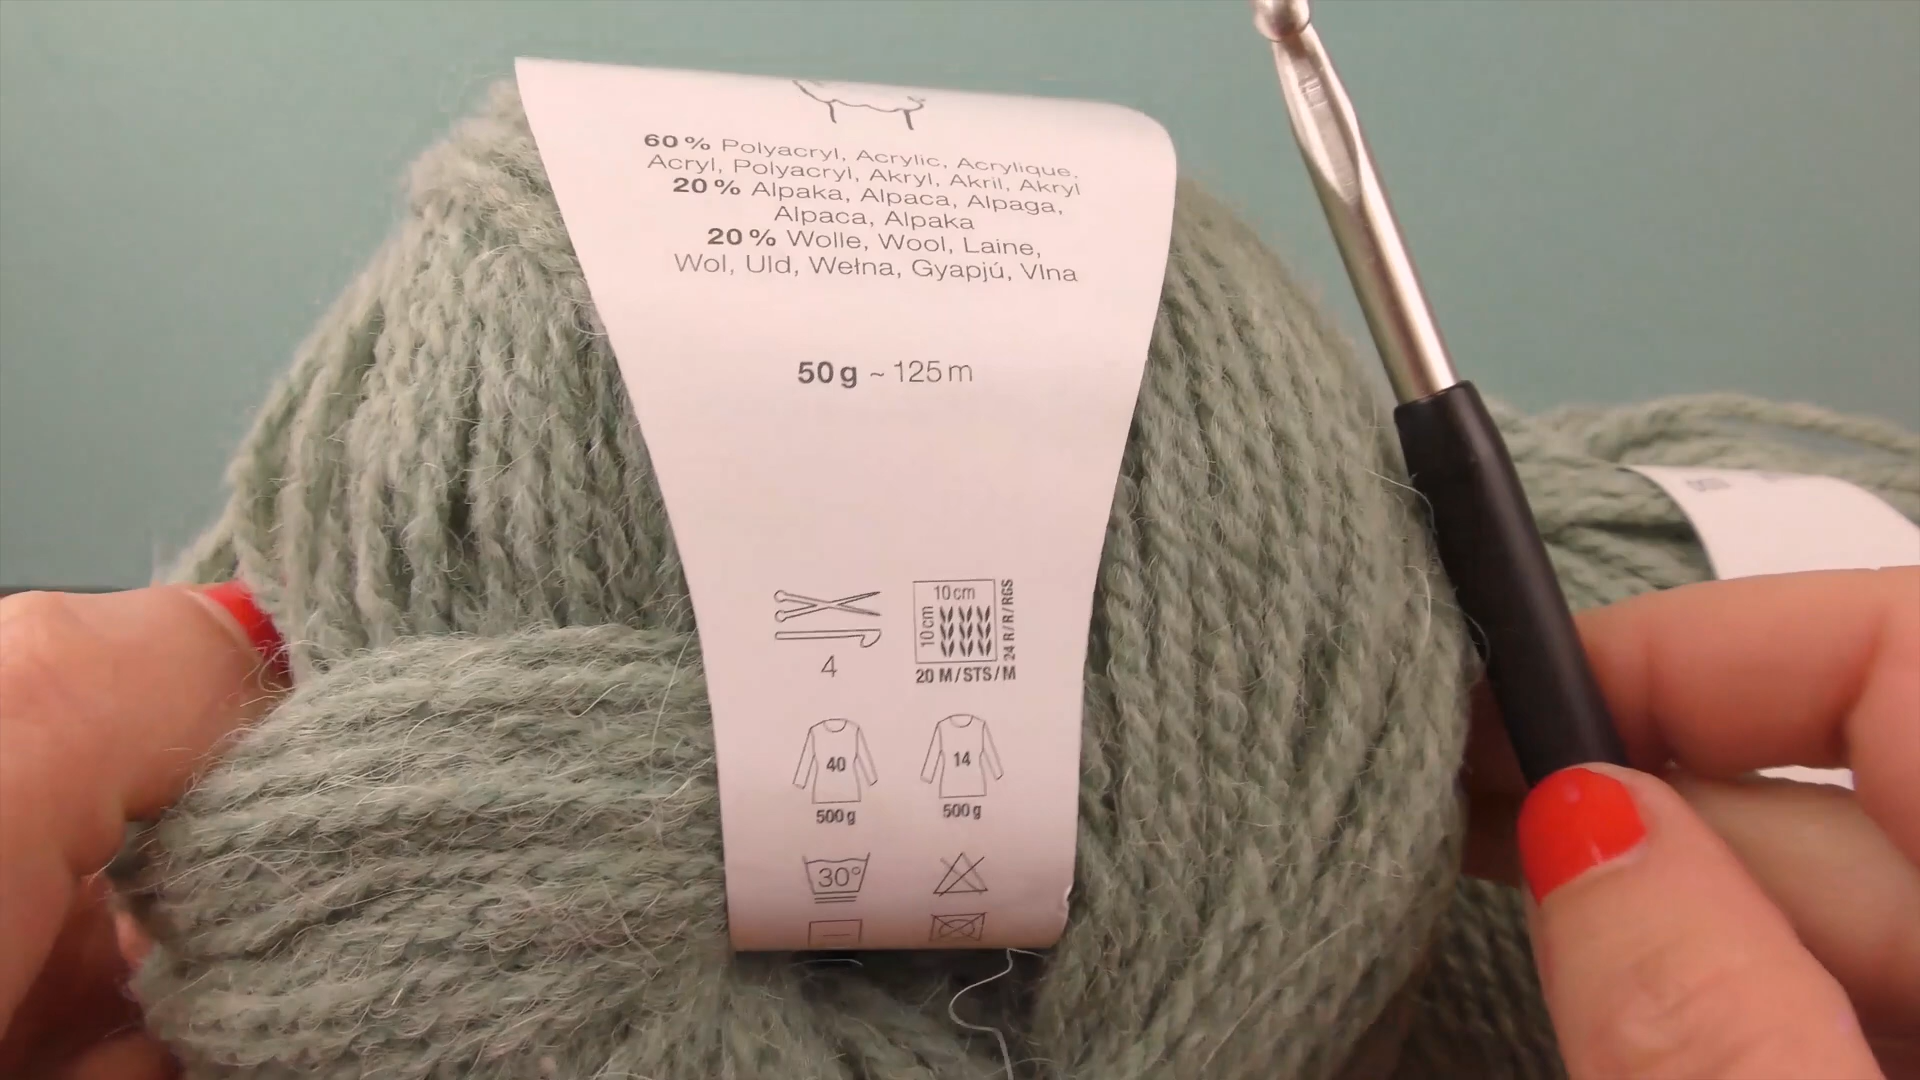 60 % Polyacryl, Acrylic, Acrylique,
Acryl, Polyacryl, Akryl, Akril, Akryl
20 % Alpaka, Alpaca, Alpaga,
Alpaca, Alpaka
20 % Wolle, Wool, Laine,
Wol, Uld, Wełna, Gyapjú, Vlna
50 g ~ 125 m
10 cm
10 cm
24 R/R/RGS
4
20 M/STS/M
40
14
500 g
500 g
30°